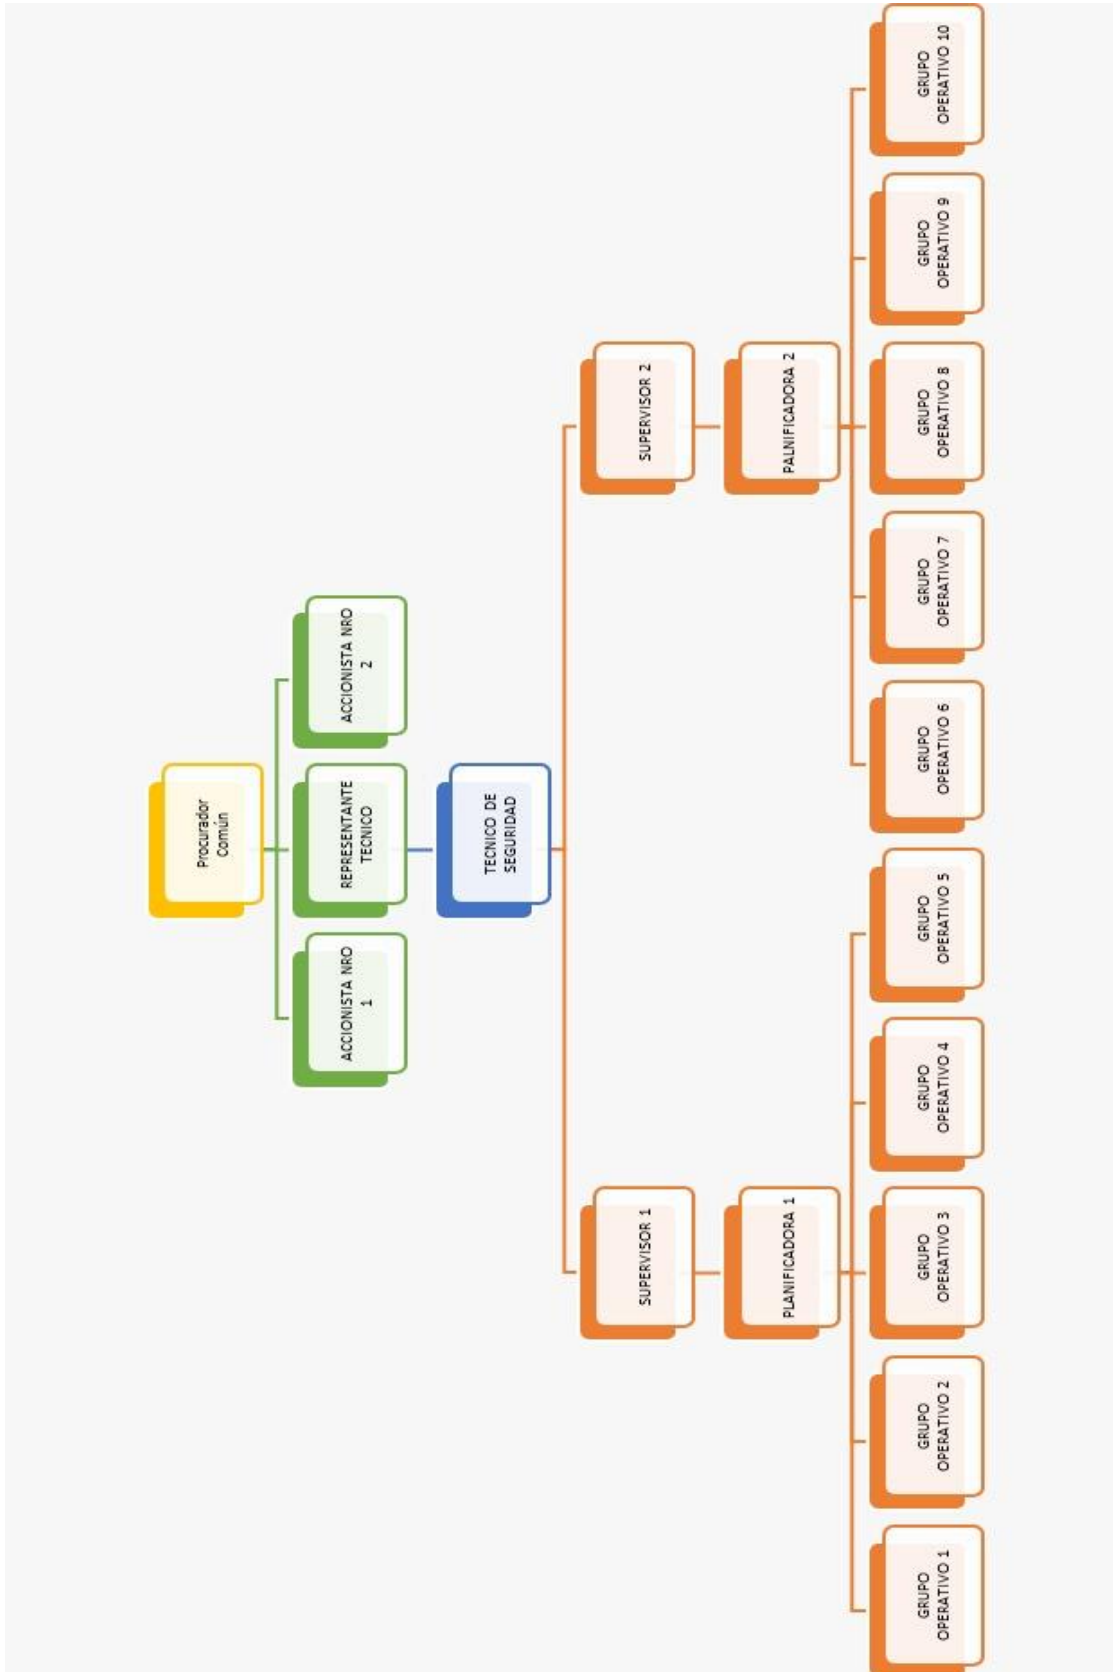 Procurador
Común
ACCIONISTA NRO
1
REPRESENTANTE
TECNICO
ACCIONISTA NRO
2
TECNICO DE
SEGURIDAD
SUPERVISOR 1
SUPERVISOR 2
PLANIFICADORA 1
PALNIFICADORA 2
GRUPO
OPERATIVO 1
GRUPO
OPERATIVO 2
GRUPO
OPERATIVO 3
GRUPO
OPERATIVO 4
GRUPO
OPERATIVO 5
GRUPO
OPERATIVO 6
GRUPO
OPERATIVO 7
GRUPO
OPERATIVO 8
GRUPO
OPERATIVO 9
GRUPO
OPERATIVO 10